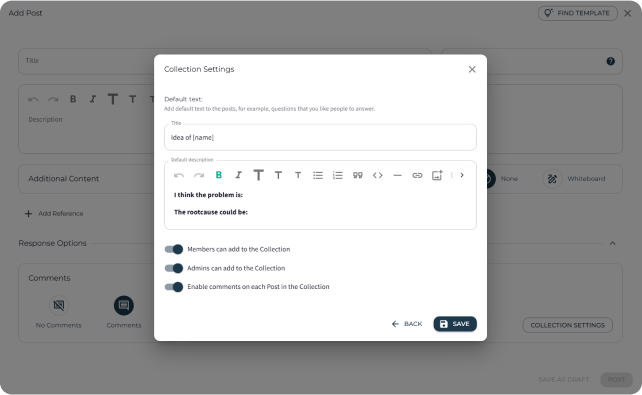 Add Post
FIND TEMPLATE
Title
Collection Settings
Default text:
Add default text to the posts, for example, questions that you like people to answer.
Title
Idea of [name]
Description
Default description
B I T T T
B I T T T
I think the problem is:
The rootcause could be:
Additional Content
None
Whiteboard
Add Reference
Response Options
Members can add to the Collection
Admins can add to the Collection
Enable comments on each Post in the Collection
Comments
No Comments
Comments
COLLECTION SETTINGS
BACK
SAVE
SAVE AS DRAFT
POST